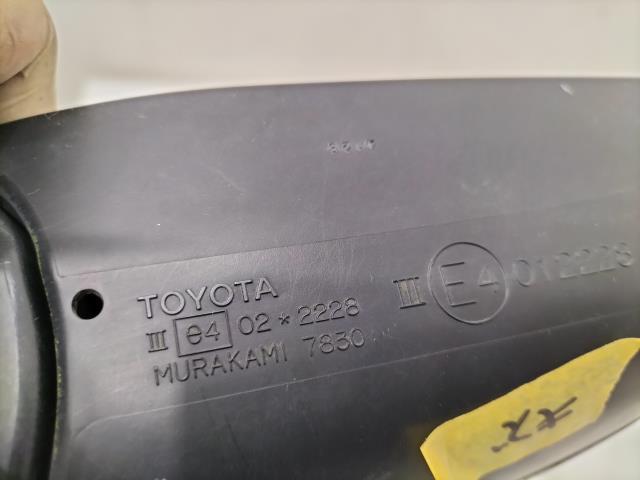 TOYOTA
III e4 02*2228
MURAKAMI 7830
III E4 012228